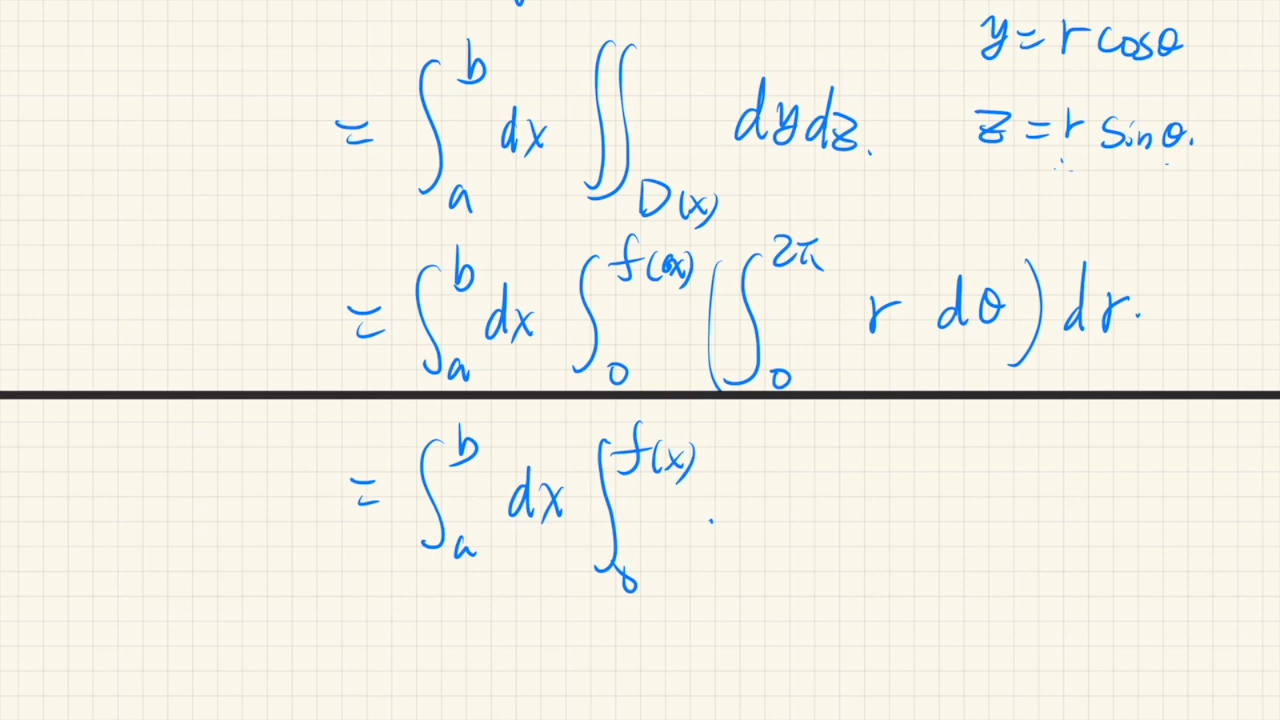 y = r cosθ
= ∫_a^b dx ∬_{D(x)} dydz.
z = r sinθ.
= ∫_a^b dx ∫_0^{f(x)} (∫_0^{2π} r dθ) dr.
= ∫_a^b dx ∫_0^{f(x)} .